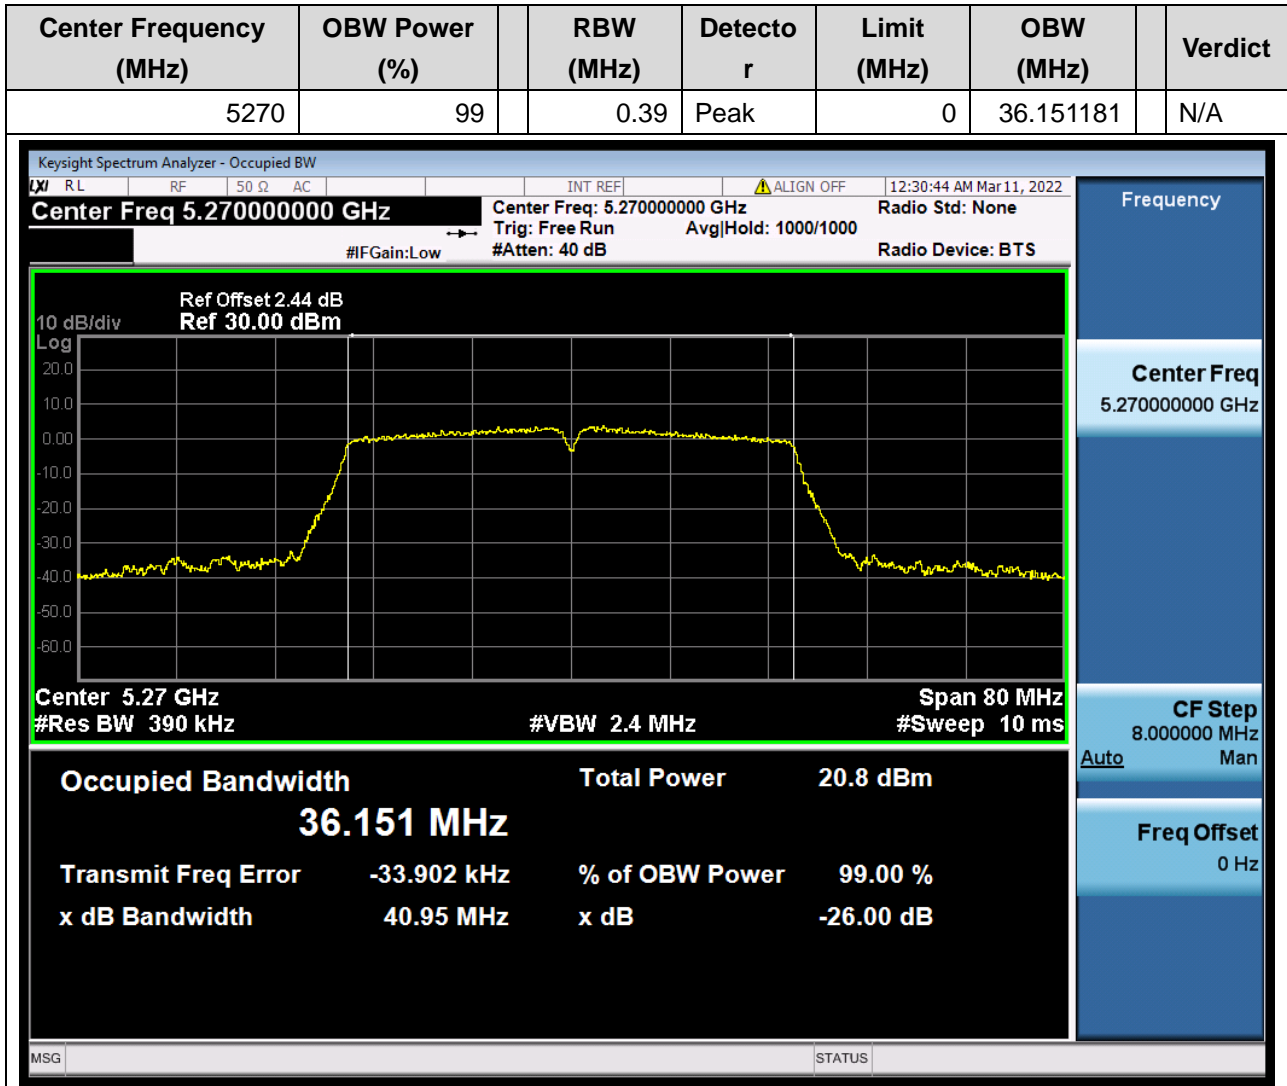 Center Frequency (MHz) OBW Power (%) RBW (MHz) Detecto r Limit (MHz) OBW (MHz) Verdict
5270 99 0.39 Peak 0 36.151181 N/A
Keysight Spectrum Analyzer - Occupied BW
LXI RL RF 50 Ω AC INT REF ALIGN OFF 12:30:44 AM Mar 11, 2022
Center Freq 5.270000000 GHz
Center Freq: 5.270000000 GHz Radio Std: None
Trig: Free Run Avg|Hold: 1000/1000
#IFGain:Low #Atten: 40 dB Radio Device: BTS
Ref Offset 2.44 dB
10 dB/div Ref 30.00 dBm
Log
20.0
10.0
0.00
-10.0
-20.0
-30.0
-40.0
-50.0
-60.0
Center 5.27 GHz Span 80 MHz
#Res BW 390 kHz #VBW 2.4 MHz #Sweep 10 ms
Occupied Bandwidth Total Power 20.8 dBm
36.151 MHz
Transmit Freq Error -33.902 kHz % of OBW Power 99.00 %
x dB Bandwidth 40.95 MHz x dB -26.00 dB
MSG STATUS
Frequency
Center Freq
5.270000000 GHz
CF Step
8.000000 MHz
Auto Man
Freq Offset
0 Hz